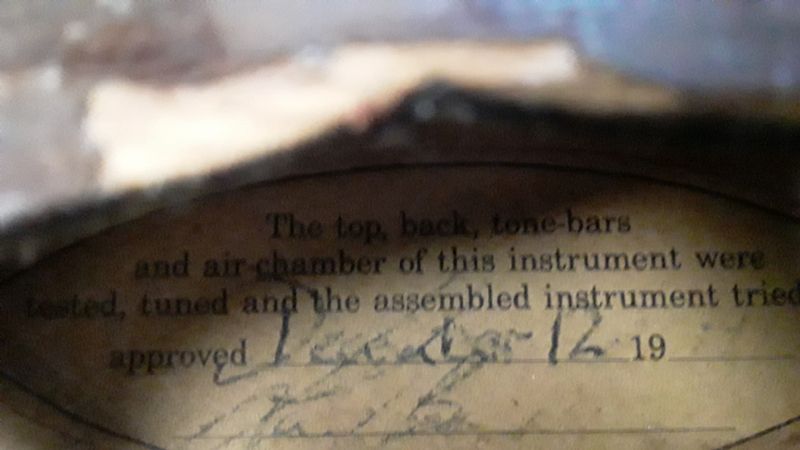 The top, back, tone-bars
and air-chamber of this instrument were
tested, tuned and the assembled instrument tried
approved 12 19